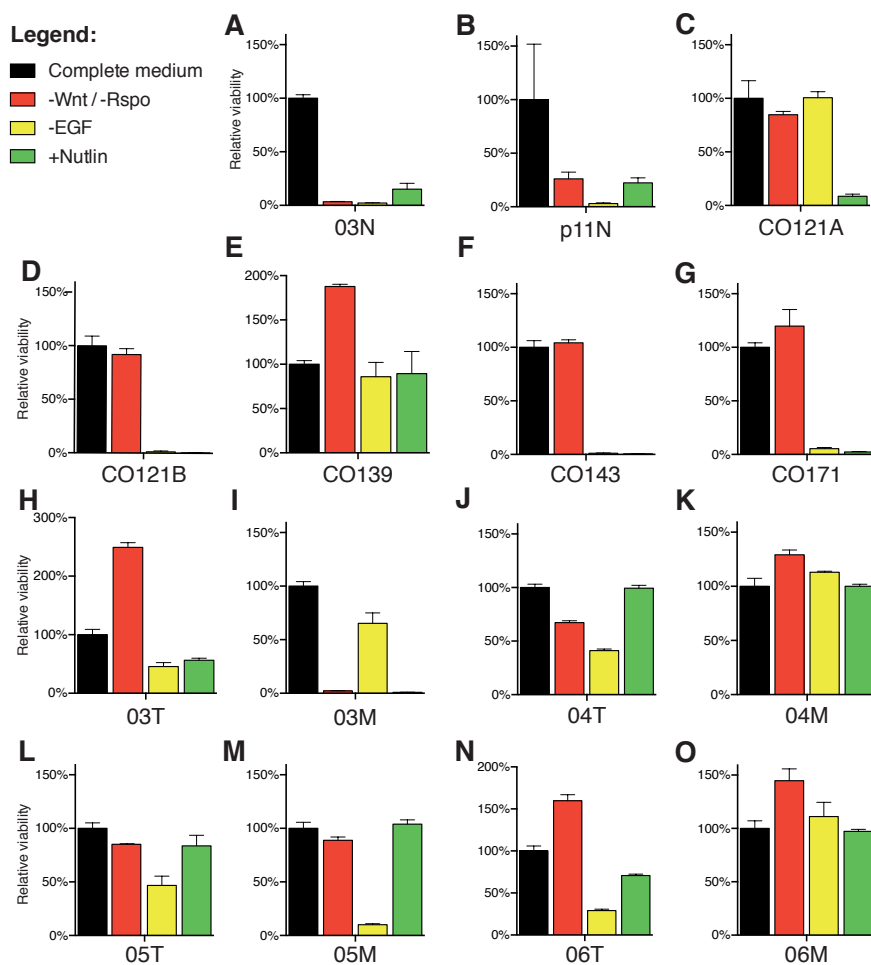 Legend:
Complete medium
-Wnt / -Rspo
-EGF
+Nutlin
A
Relative viability
150%
100%
50%
0%
03N
B
150%
100%
50%
0%
p11N
C
150%
100%
50%
0%
CO121A
D
Relative viability
150%
100%
50%
0%
CO121B
E
200%
150%
100%
50%
0%
CO139
F
150%
100%
50%
0%
CO143
G
150%
100%
50%
0%
CO171
H
Relative viability
300%
200%
100%
0%
03T
I
150%
100%
50%
0%
03M
J
150%
100%
50%
0%
04T
K
150%
100%
50%
0%
04M
L
Relative viability
150%
100%
50%
0%
05T
M
150%
100%
50%
0%
05M
N
200%
150%
100%
50%
0%
06T
O
150%
100%
50%
0%
06M